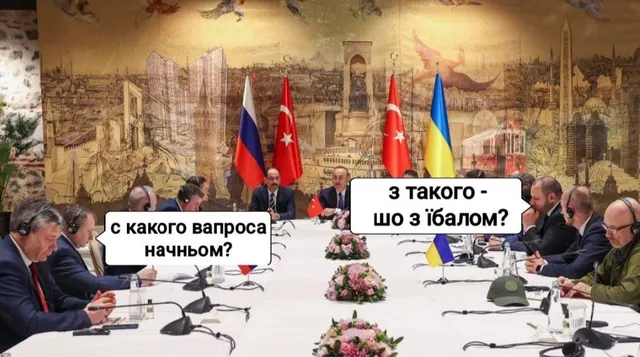 с какого вапроса
начньом?
з такого -
шо з їбалом?